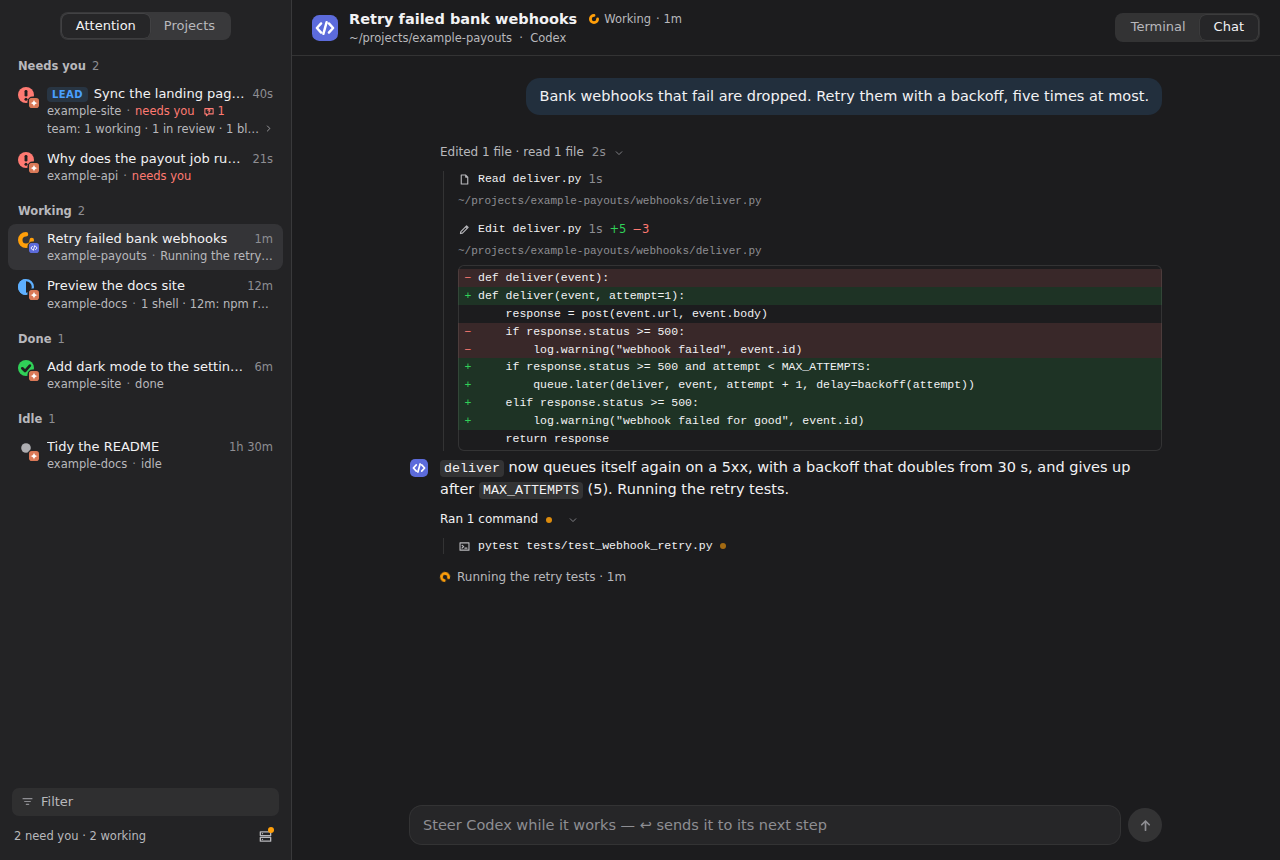 Attention Projects
Needs you 2
LEAD Sync the landing pag… 40s
example-site · needs you 1
team: 1 working · 1 in review · 1 bl…
Why does the payout job ru… 21s
example-api · needs you
Working 2
Retry failed bank webhooks 1m
example-payouts · Running the retry…
Preview the docs site 12m
example-docs · 1 shell · 12m: npm r…
Done 1
Add dark mode to the settin… 6m
example-site · done
Idle 1
Tidy the README 1h 30m
example-docs · idle
Filter
2 need you · 2 working
Retry failed bank webhooks Working · 1m
~/projects/example-payouts · Codex
Terminal Chat
Bank webhooks that fail are dropped. Retry them with a backoff, five times at most.
Edited 1 file · read 1 file 2s
Read deliver.py 1s
~/projects/example-payouts/webhooks/deliver.py
Edit deliver.py 1s +5 −3
~/projects/example-payouts/webhooks/deliver.py
− def deliver(event):
+ def deliver(event, attempt=1):
response = post(event.url, event.body)
− if response.status >= 500:
− log.warning("webhook failed", event.id)
+ if response.status >= 500 and attempt < MAX_ATTEMPTS:
+ queue.later(deliver, event, attempt + 1, delay=backoff(attempt))
+ elif response.status >= 500:
+ log.warning("webhook failed for good", event.id)
return response
deliver now queues itself again on a 5xx, with a backoff that doubles from 30 s, and gives up
after MAX_ATTEMPTS (5). Running the retry tests.
Ran 1 command
pytest tests/test_webhook_retry.py
Running the retry tests · 1m
Steer Codex while it works — ↩ sends it to its next step